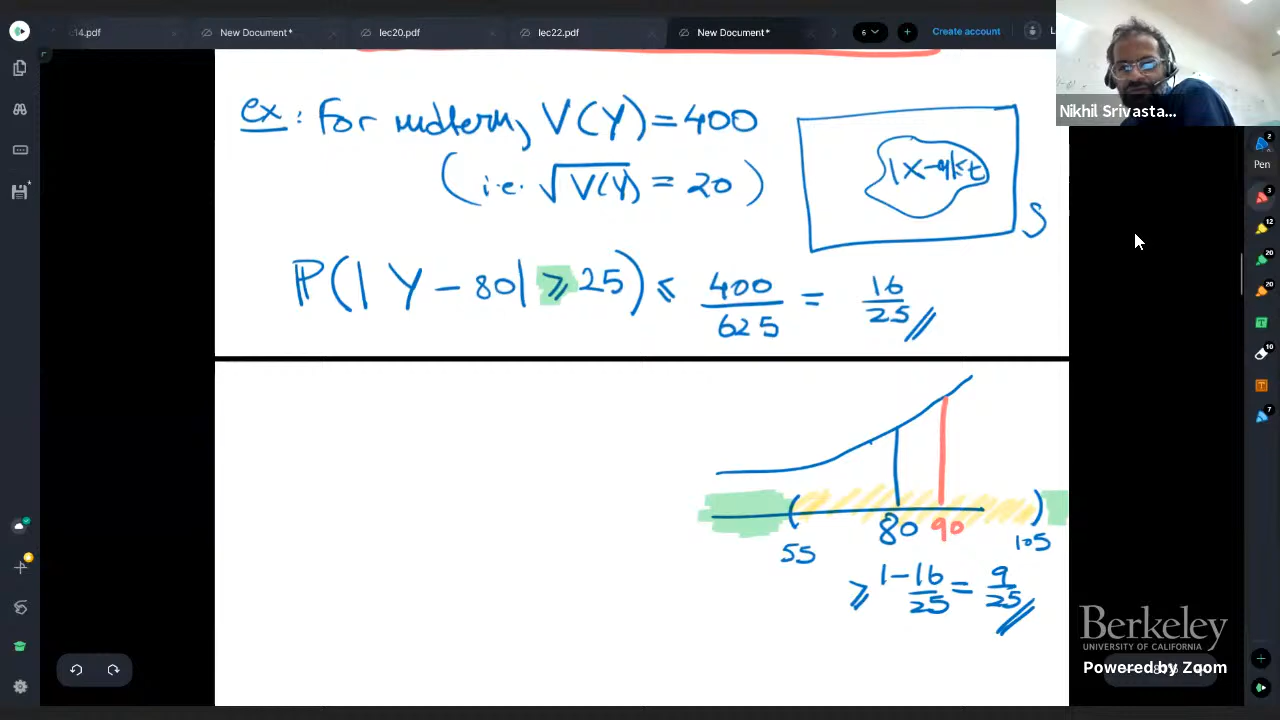 14.pdf
New Document*
lec20.pdf
lec22.pdf
New Document*
6
Create account
Nikhil Srivasta...
Pen
ex: For midterm, V(Y)=400
(i.e. √V(Y) = 20)
S
P(|Y-80| ≥ 25) ≤ 400/625 = 16/25
55
80
90
105
≥ 1-16/25 = 9/25
Berkeley
UNIVERSITY OF CALIFORNIA
Powered by Zoom